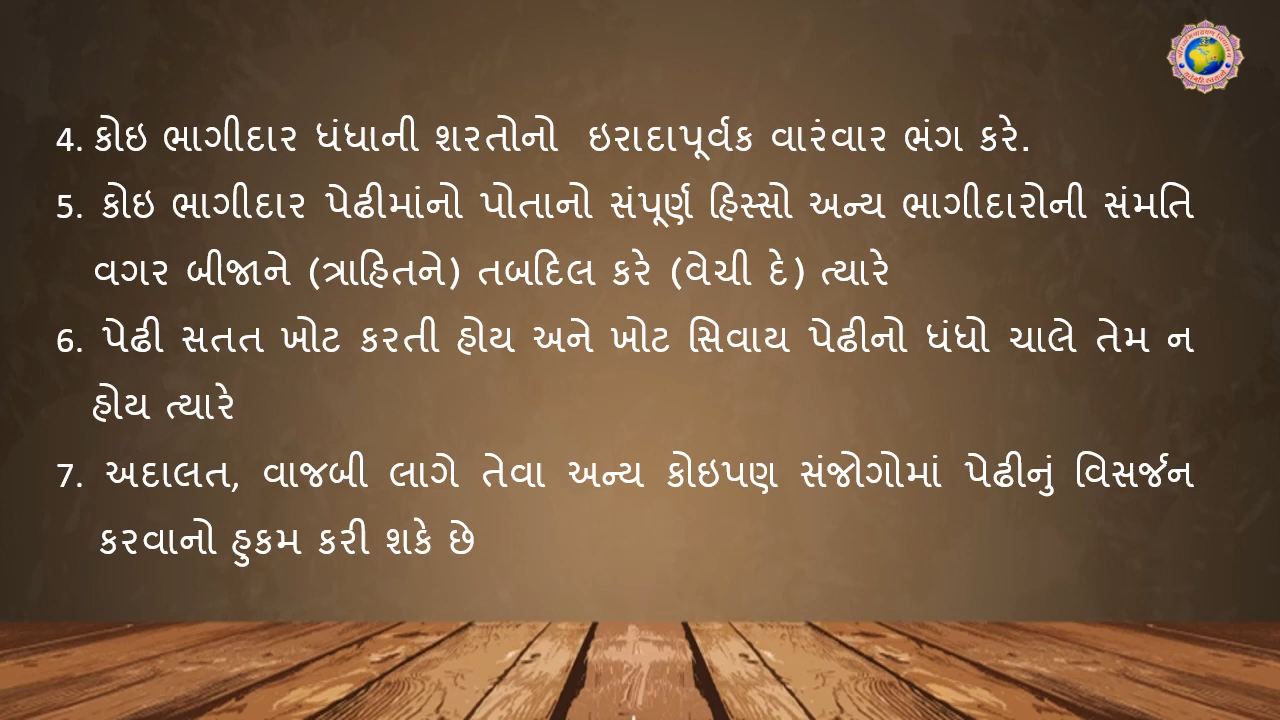 4. કોઇ ભાગીદાર ધંધાની શરતોનો ઇરાદાપૂર્વક વારંવાર ભંગ કરે.
5. કોઇ ભાગીદાર પેઢીમાંનો પોતાનો સંપૂર્ણ હિસ્સો અન્ય ભાગીદારોની સંમતિ
વગર બીજાને (ત્રાહિતને) તબદિલ કરે (વેચી દે) ત્યારે
6. પેઢી સતત ખોટ કરતી હોય અને ખોટ સિવાય પેઢીનો ધંધો ચાલે તેમ ન
હોય ત્યારે
7. અદાલત, વાજબી લાગે તેવા અન્ય કોઇપણ સંજોગોમાં પેઢીનું વિસર્જન
કરવાનો હુકમ કરી શકે છે